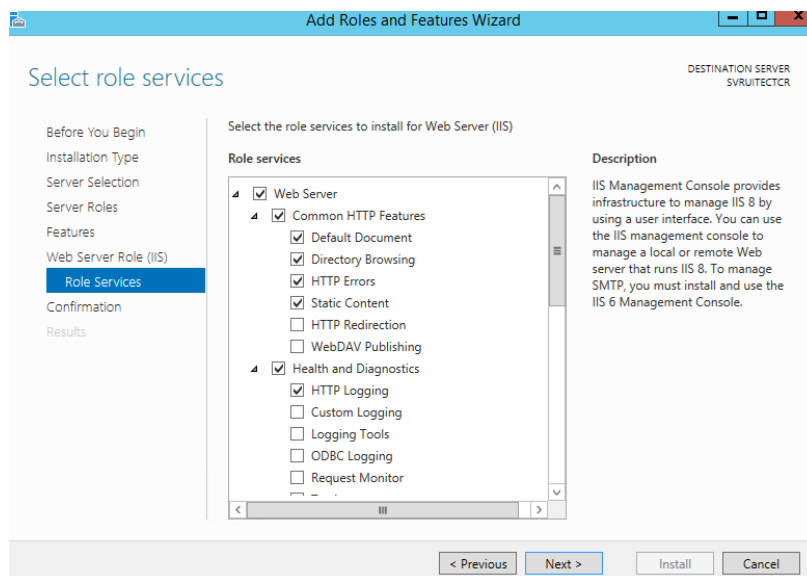 Add Roles and Features Wizard
Select role services
DESTINATION SERVER
SVRUITECTCR
Before You Begin
Installation Type
Server Selection
Server Roles
Features
Web Server Role (IIS)
Role Services
Confirmation
Results
Select the role services to install for Web Server (IIS)
Role services
Web Server
Common HTTP Features
Default Document
Directory Browsing
HTTP Errors
Static Content
HTTP Redirection
WebDAV Publishing
Health and Diagnostics
HTTP Logging
Custom Logging
Logging Tools
ODBC Logging
Request Monitor
Description
IIS Management Console provides
infrastructure to manage IIS 8 by
using a user interface. You can use
the IIS management console to
manage a local or remote Web
server that runs IIS 8. To manage
SMTP, you must install and use the
IIS 6 Management Console.
< Previous
Next >
Install
Cancel